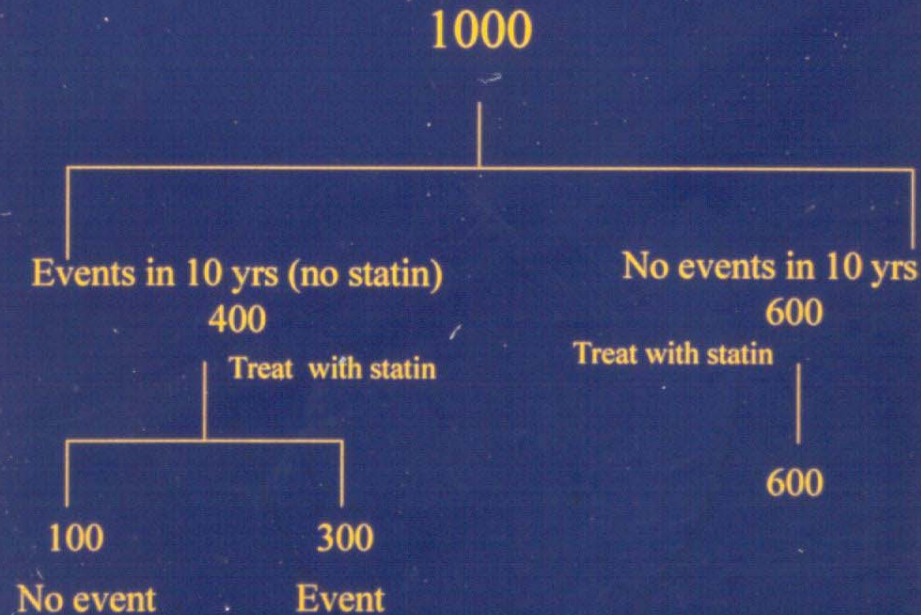 1000
Events in 10 yrs (no statin)
400
Treat with statin
No events in 10 yrs
600
Treat with statin
100
No event
300
Event
600